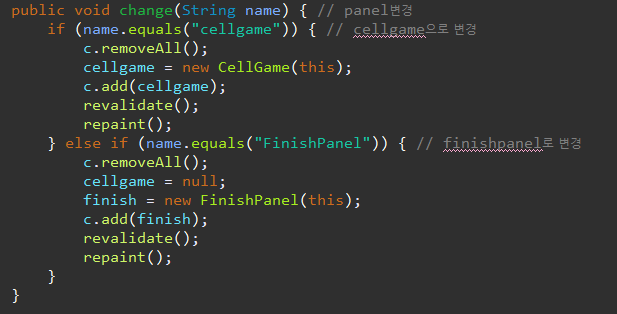 public void change(String name) { // panel변경
    if (name.equals("cellgame")) { // cellgame으로 변경
        c.removeAll();
        cellgame = new CellGame(this);
        c.add(cellgame);
        revalidate();
        repaint();
    } else if (name.equals("FinishPanel")) { // finishpanel로 변경
        c.removeAll();
        cellgame = null;
        finish = new FinishPanel(this);
        c.add(finish);
        revalidate();
        repaint();
    }
}